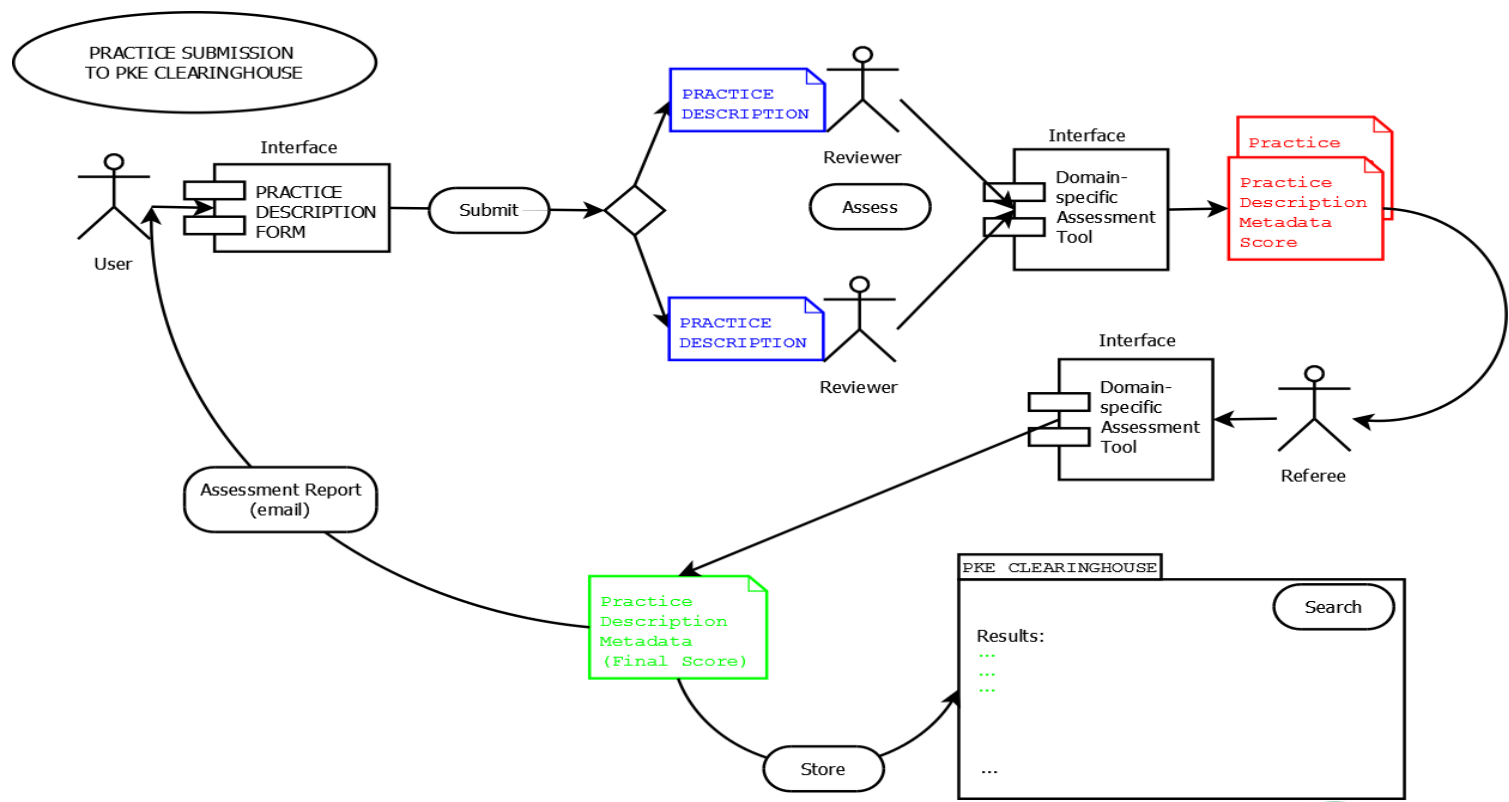 PRACTICE SUBMISSION
TO PKE CLEARINGHOUSE
User
Interface
PRACTICE
DESCRIPTION
FORM
Submit
PRACTICE
DESCRIPTION
Reviewer
Assess
PRACTICE
DESCRIPTION
Reviewer
Interface
Domain-
specific
Assessment
Tool
Practice
Practice
Description
Metadata
Score
Referee
Interface
Domain-
specific
Assessment
Tool
Assessment Report
(email)
Practice
Description
Metadata
(Final Score)
Store
PKE CLEARINGHOUSE
Search
Results:
...
...
...
...